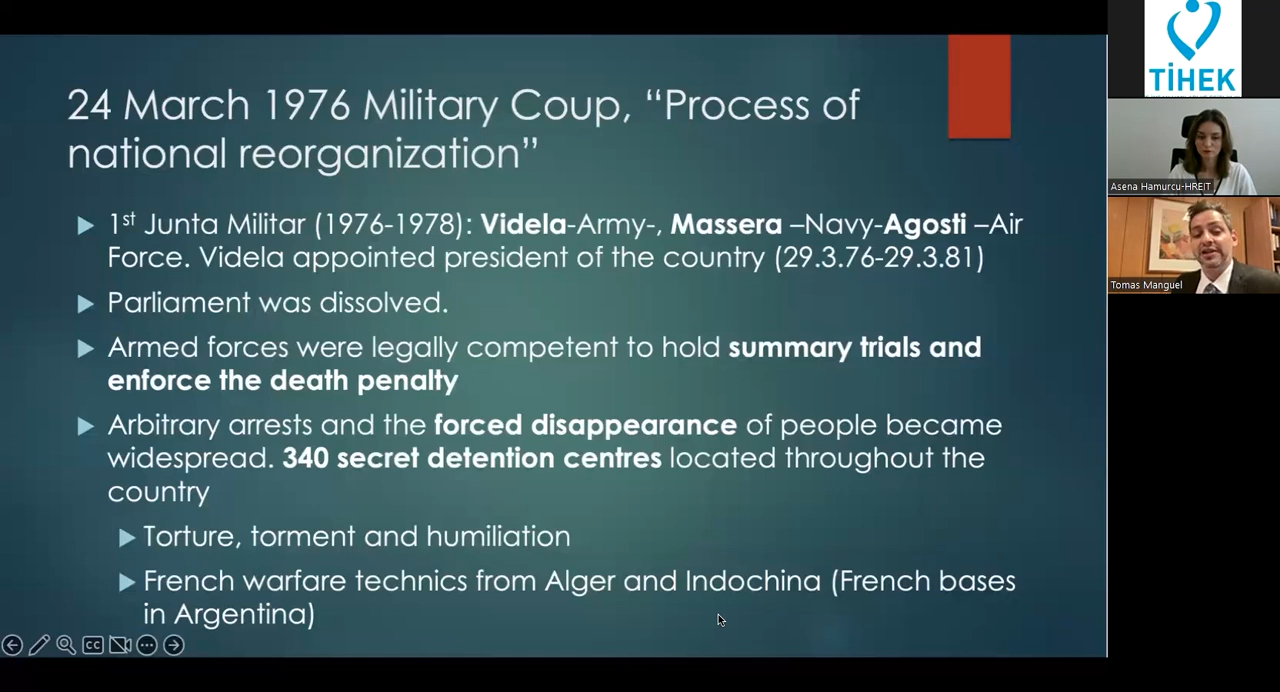 24 March 1976 Military Coup, “Process of
national reorganization”
1st Junta Militar (1976-1978): Videla-Army-, Massera –Navy-Agosti –Air
Force. Videla appointed president of the country (29.3.76-29.3.81)
Parliament was dissolved.
Armed forces were legally competent to hold summary trials and
enforce the death penalty
Arbitrary arrests and the forced disappearance of people became
widespread. 340 secret detention centres located throughout the
country
Torture, torment and humiliation
French warfare technics from Alger and Indochina (French bases
in Argentina)
CC
TİHEK
Asena Hamurcu-HREIT
Tomas Manguel